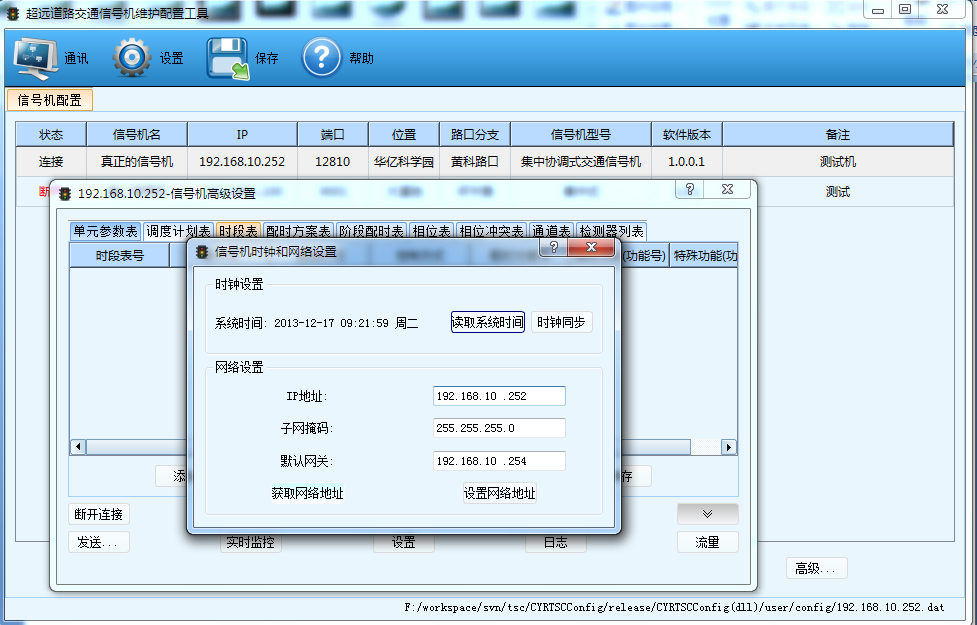 超远道路交通信号机维护配置工具
通讯 设置 保存 帮助
信号机配置
状态 信号机名 IP 端口 位置 路口分支 信号机型号 软件版本 备注
连接 真正的信号机 192.168.10.252 12810 华亿科学园 黄科路口 集中协调式交通信号机 1.0.0.1 测试机
断 测试
192.168.10.252-信号机高级设置
单元参数表 调度计划表 时段表 配时方案表 阶段配时表 相位表 相位冲突表 通道表 检测器列表
时段表号 (功能号) 特殊功能(功
信号机时钟和网络设置
时钟设置
系统时间: 2013-12-17 09:21:59 周二 读取系统时间 时钟同步
网络设置
IP地址: 192.168.10 .252
子网掩码: 255.255.255.0
默认网关: 192.168.10 .254
获取网络地址 设置网络地址
添 存
断开连接
发送... 实时监控 设置 日志 流量
高级...
F:/workspace/svn/tsc/CYRTSCConfig/release/CYRTSCConfig(dll)/user/config/192.168.10.252.dat